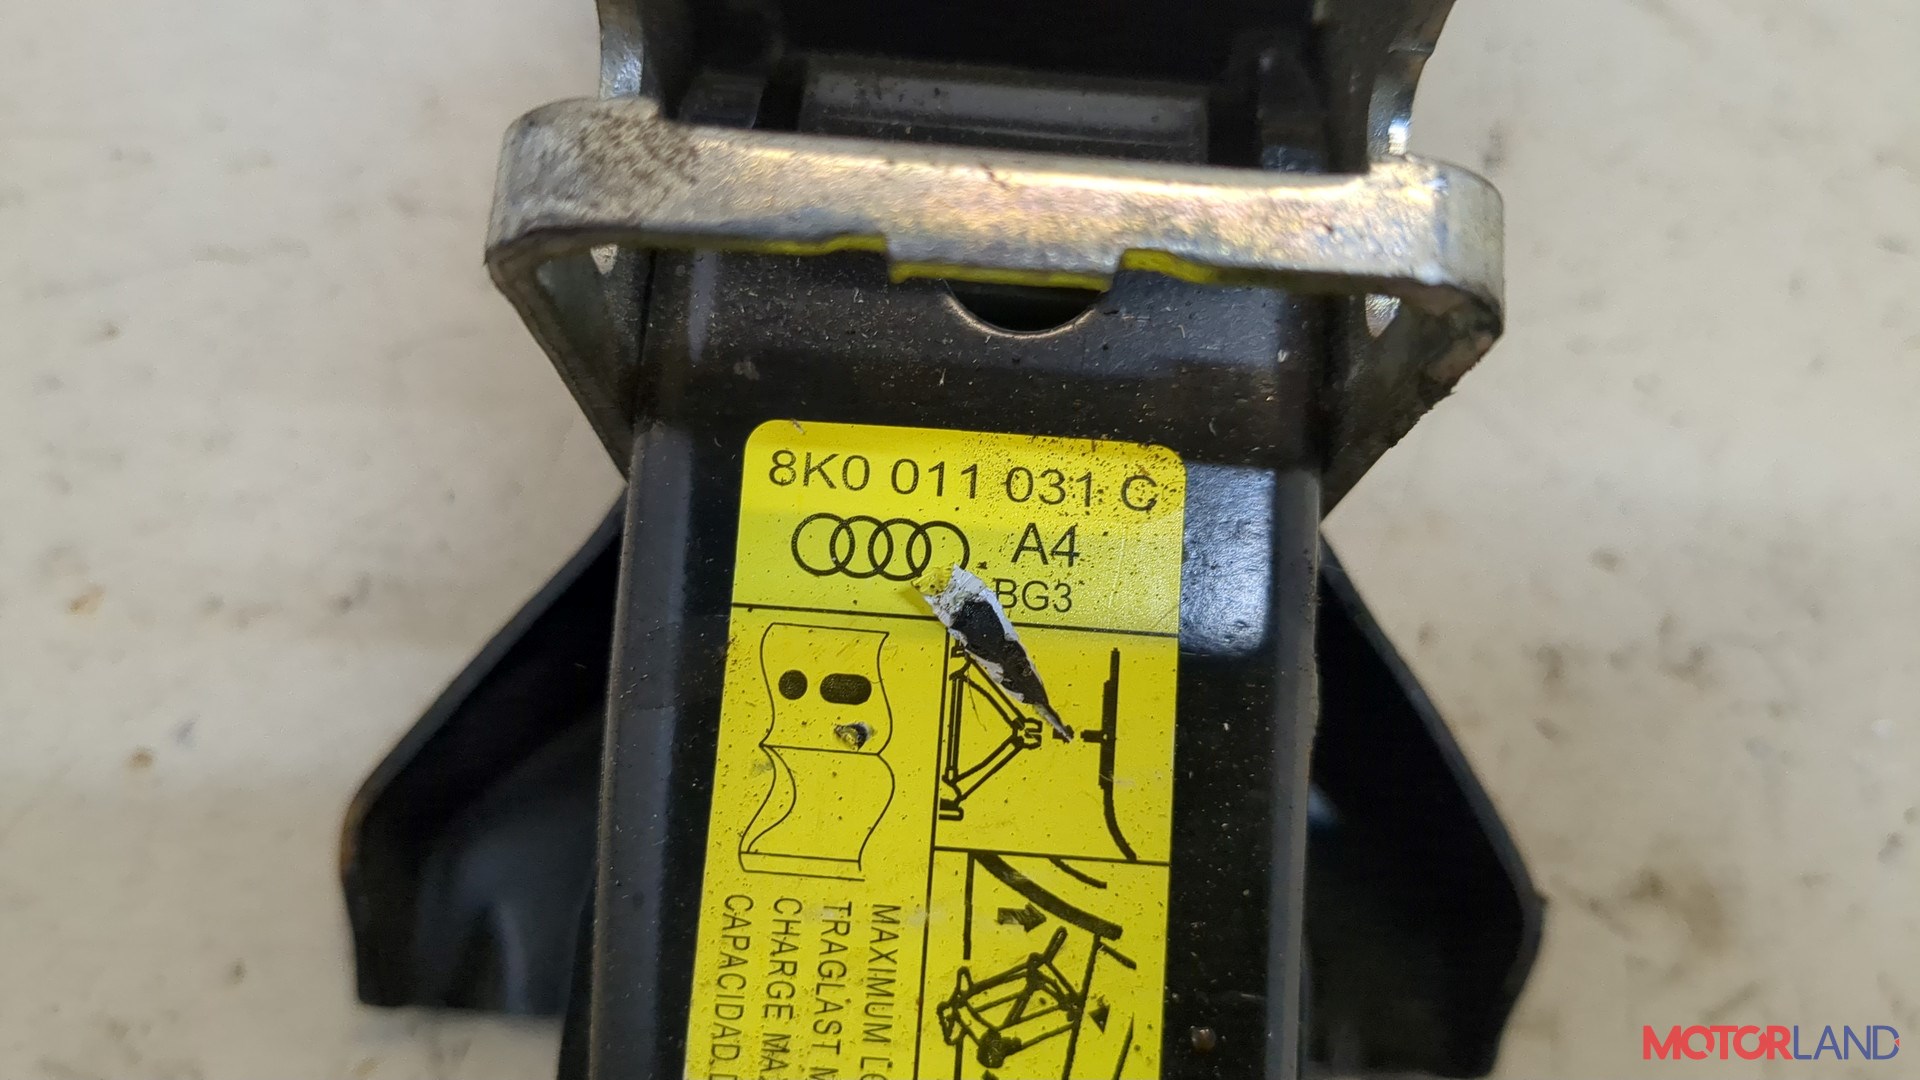 8K0 011 031 C
A4
BG3
MAXIMUM
TRAGLAST
CHARGE
CAPACIDAD
MOTORLAND